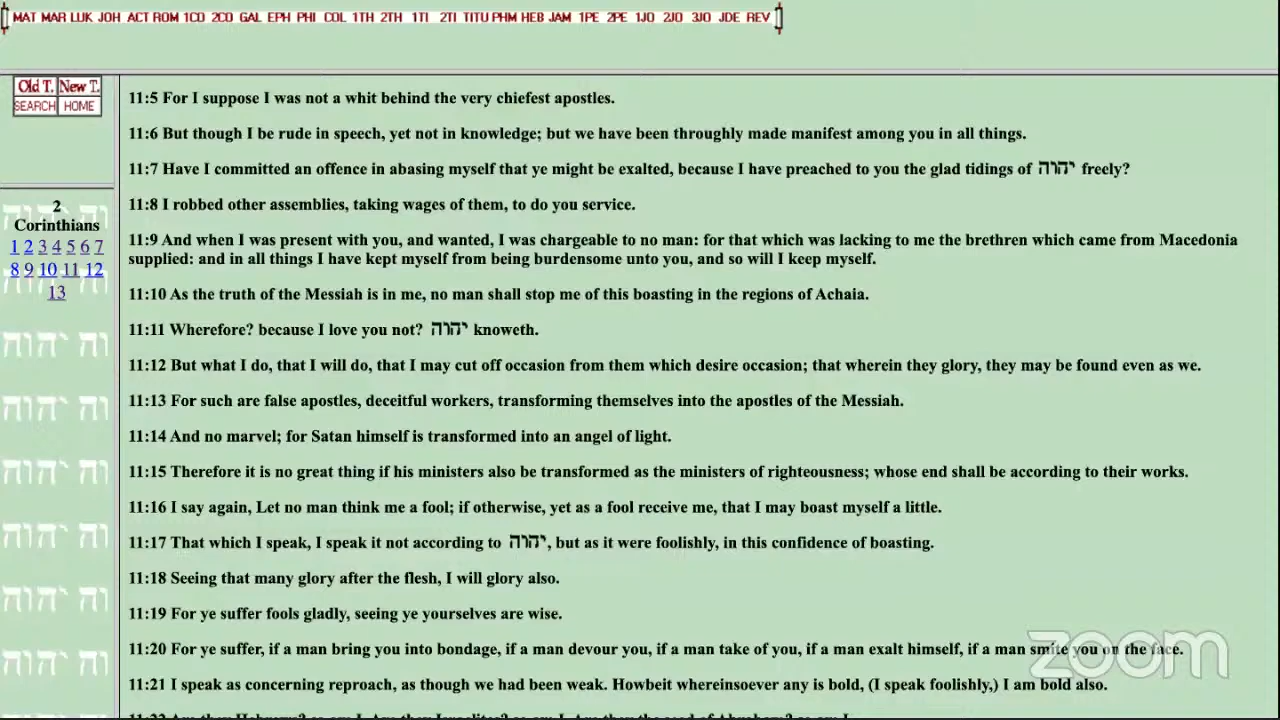 MAT MAR LUK JOH ACT ROM 1CO 2CO GAL EPH PHI COL 1TH 2TH 1TI 2TI TITU PHM HEB JAM 1PE 2PE 1JO 2JO 3JO JDE REV
Old T. New T.
SEARCH HOME
2
Corinthians
1 2 3 4 5 6 7
8 9 10 11 12
13
11:5 For I suppose I was not a whit behind the very chiefest apostles.
11:6 But though I be rude in speech, yet not in knowledge; but we have been throughly made manifest among you in all things.
11:7 Have I committed an offence in abasing myself that ye might be exalted, because I have preached to you the glad tidings of יהוה freely?
11:8 I robbed other assemblies, taking wages of them, to do you service.
11:9 And when I was present with you, and wanted, I was chargeable to no man: for that which was lacking to me the brethren which came from Macedonia
supplied: and in all things I have kept myself from being burdensome unto you, and so will I keep myself.
11:10 As the truth of the Messiah is in me, no man shall stop me of this boasting in the regions of Achaia.
11:11 Wherefore? because I love you not? יהוה knoweth.
11:12 But what I do, that I will do, that I may cut off occasion from them which desire occasion; that wherein they glory, they may be found even as we.
11:13 For such are false apostles, deceitful workers, transforming themselves into the apostles of the Messiah.
11:14 And no marvel; for Satan himself is transformed into an angel of light.
11:15 Therefore it is no great thing if his ministers also be transformed as the ministers of righteousness; whose end shall be according to their works.
11:16 I say again, Let no man think me a fool; if otherwise, yet as a fool receive me, that I may boast myself a little.
11:17 That which I speak, I speak it not according to יהוה, but as it were foolishly, in this confidence of boasting.
11:18 Seeing that many glory after the flesh, I will glory also.
11:19 For ye suffer fools gladly, seeing ye yourselves are wise.
11:20 For ye suffer, if a man bring you into bondage, if a man devour you, if a man take of you, if a man exalt himself, if a man smite you on the face.
11:21 I speak as concerning reproach, as though we had been weak. Howbeit whereinsoever any is bold, (I speak foolishly,) I am bold also.
11:22 Are they Hebrews? so am I. Are they Israelites? so am I. Are they the seed of Abraham? so am I.
zoom